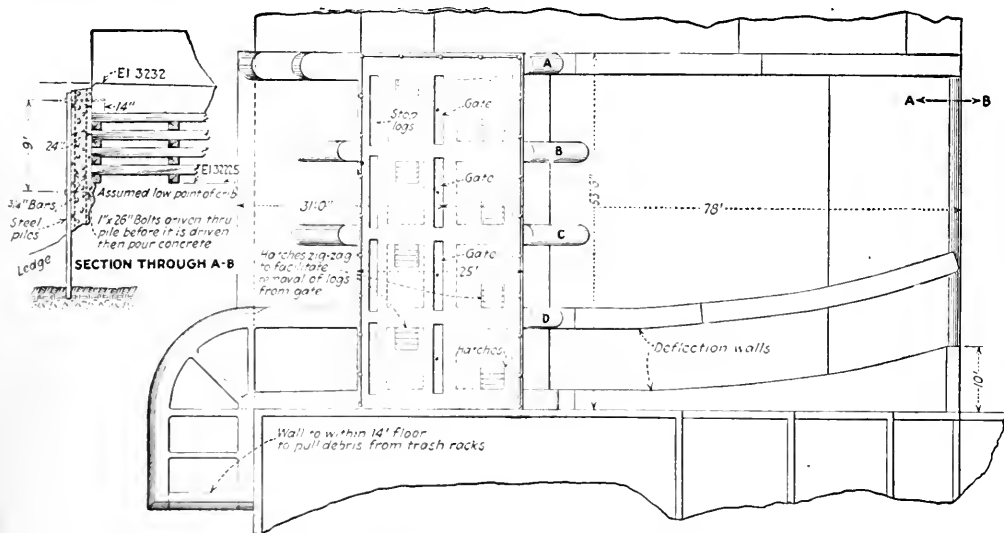 El 3232
14"
9'
24"
El 3222.5
Assumed low point of crib
3/4" Bars,
Steel
piles
1"x 26" Bolts driven thru
pile before it is driven
then pour concrete
Ledge
SECTION THROUGH A-B
Stop
logs
Gate
Gate
Gate
25'
31'0"
Hatches zig-zag
to facilitate
removal of logs
from gate
Hatches
A
B
C
D
53'6"
78'
A
B
Deflection walls
10'
Wall to within 14' floor
to pull debris from trash racks